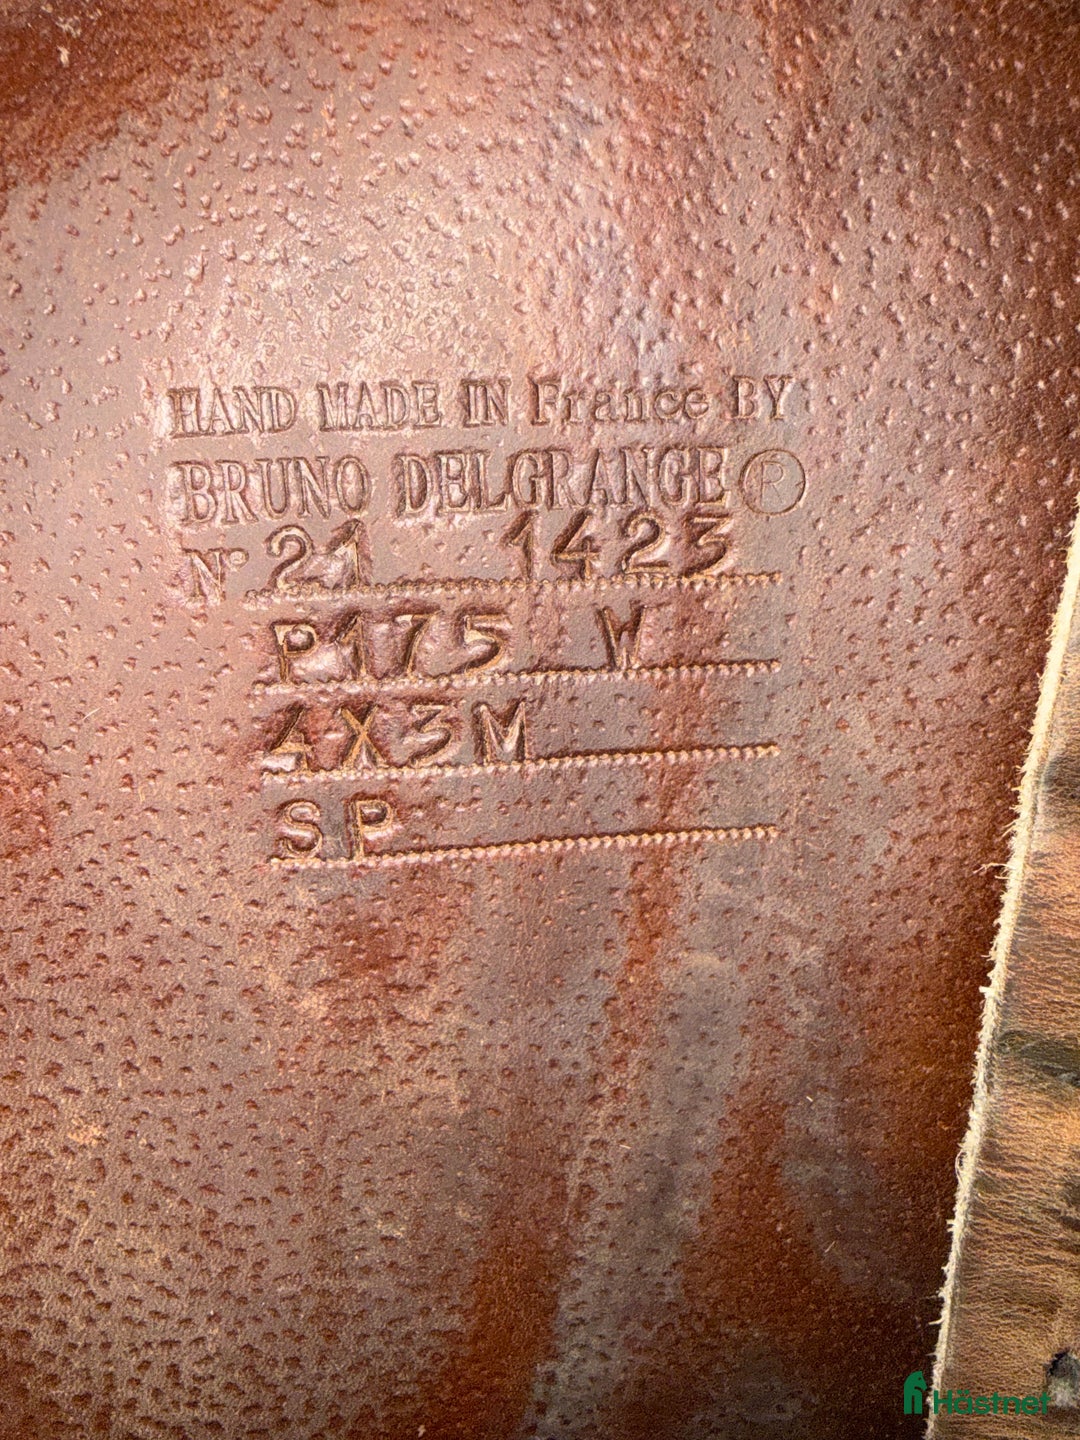 HAND MADE IN France BY
BRUNO DELGRANGE ®
N° 21 1423
P175 W
4X3M
SP
Hästnet